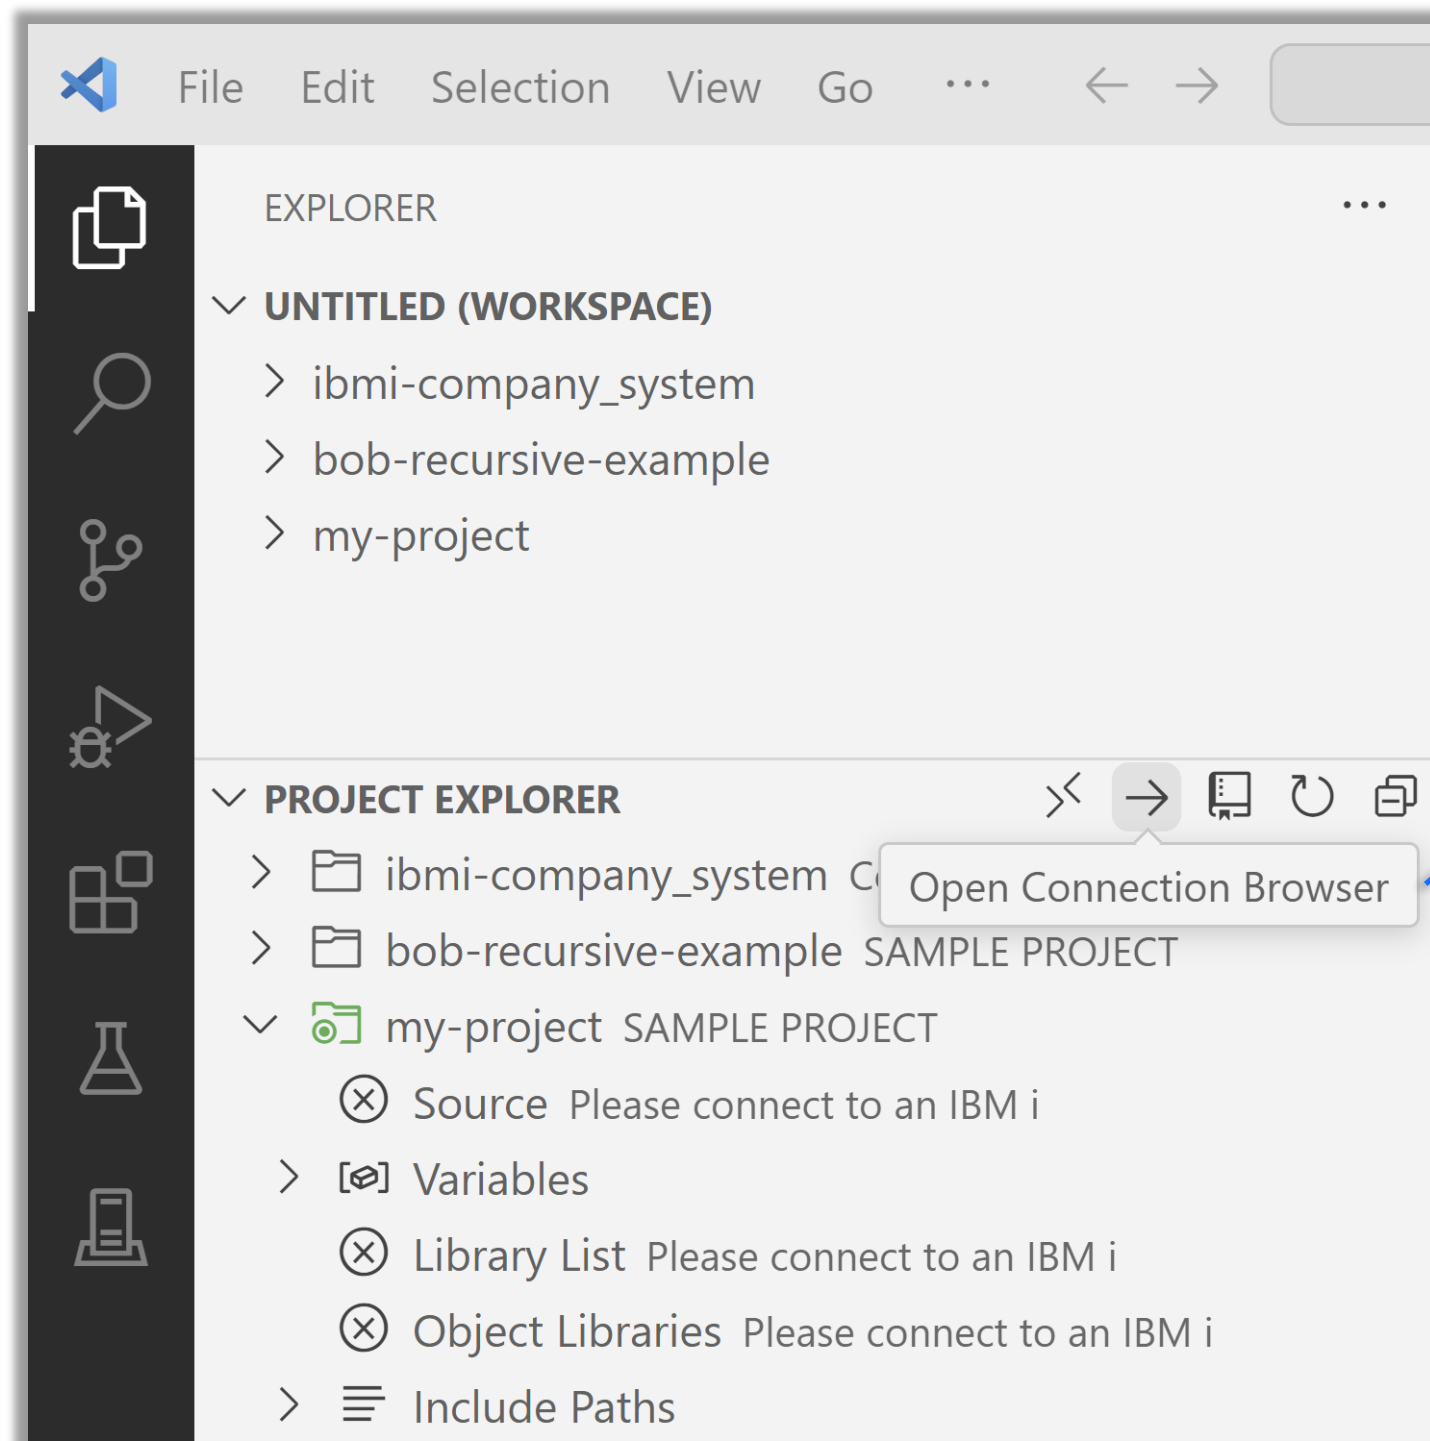 File Edit Selection View Go ...
EXPLORER ...
UNTITLED (WORKSPACE)
ibmi-company_system
bob-recursive-example
my-project
PROJECT EXPLORER
ibmi-company_system
Open Connection Browser
bob-recursive-example SAMPLE PROJECT
my-project SAMPLE PROJECT
Source Please connect to an IBM i
Variables
Library List Please connect to an IBM i
Object Libraries Please connect to an IBM i
Include Paths